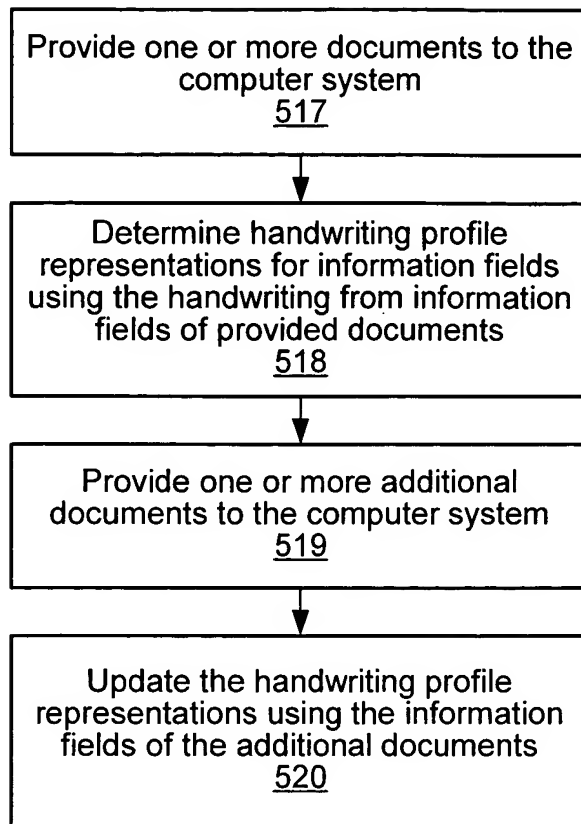 Provide one or more documents to the
computer system
517
Determine handwriting profile
representations for information fields
using the handwriting from information
fields of provided documents
518
Provide one or more additional
documents to the computer system
519
Update the handwriting profile
representations using the information
fields of the additional documents
520